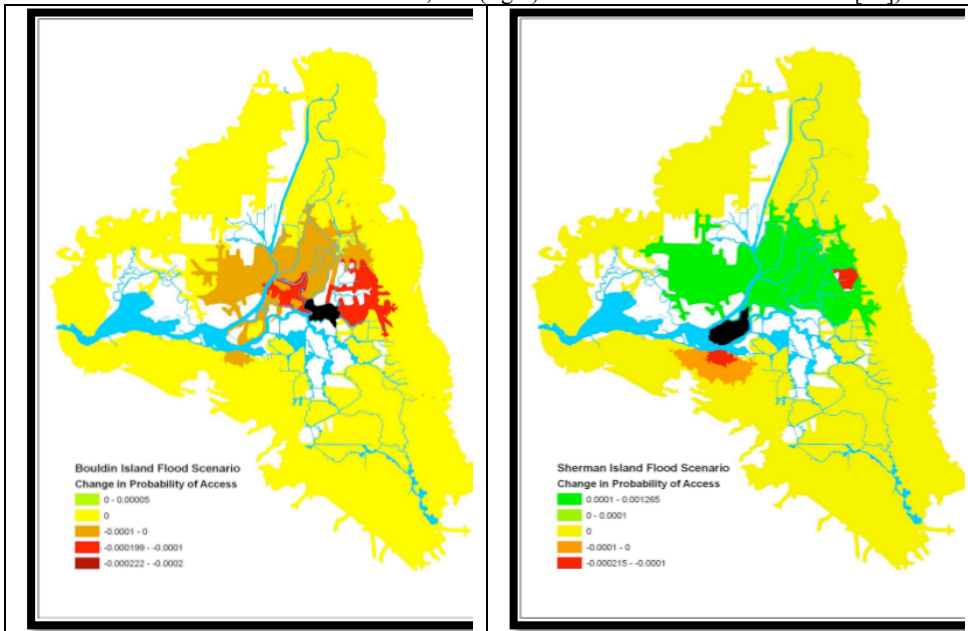 Bouldin Island Flood Scenario
Change in Probability of Access
0 - 0.00005
0
-0.0001 - 0
-0.000199 - -0.0001
-0.000222 - -0.0002
Sherman Island Flood Scenario
Change in Probability of Access
0.0001 - 0.001265
0 - 0.0001
0
-0.0001 - 0
-0.000215 - -0.0001